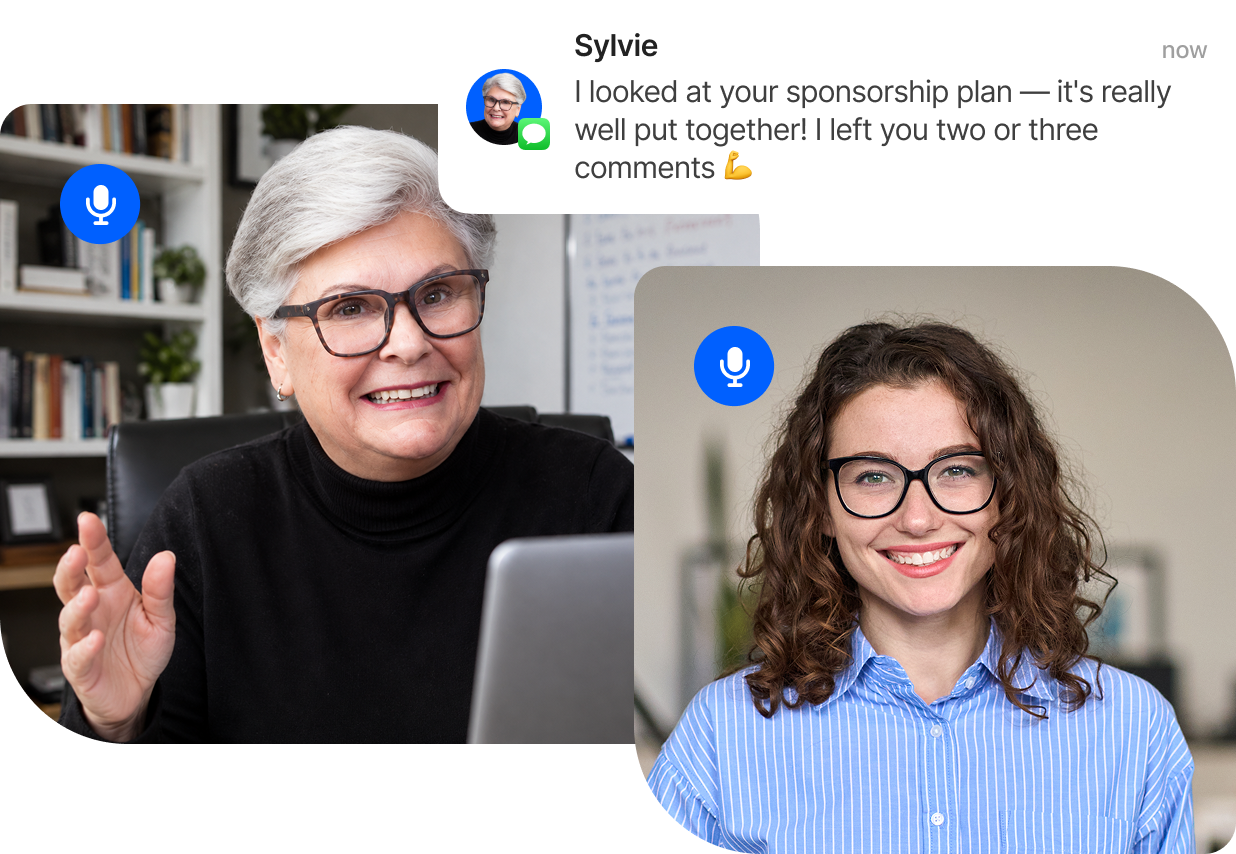 Sylvie
now
I looked at your sponsorship plan — it's really
well put together! I left you two or three
comments 💪